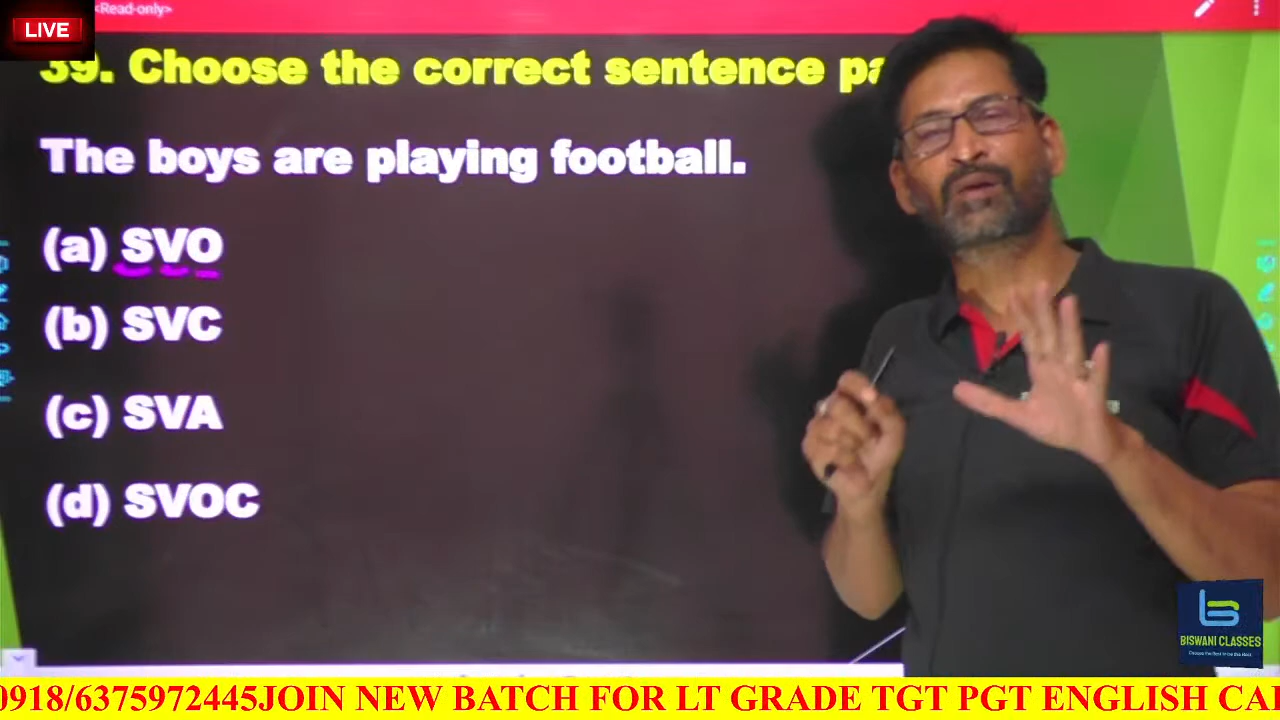 <Read-only>
LIVE
39. Choose the correct sentence pa
The boys are playing football.
(a) SVO
(b) SVC
(c) SVA
(d) SVOC
BISWANI CLASSES
0918/6375972445JOIN NEW BATCH FOR LT GRADE TGT PGT ENGLISH CAL